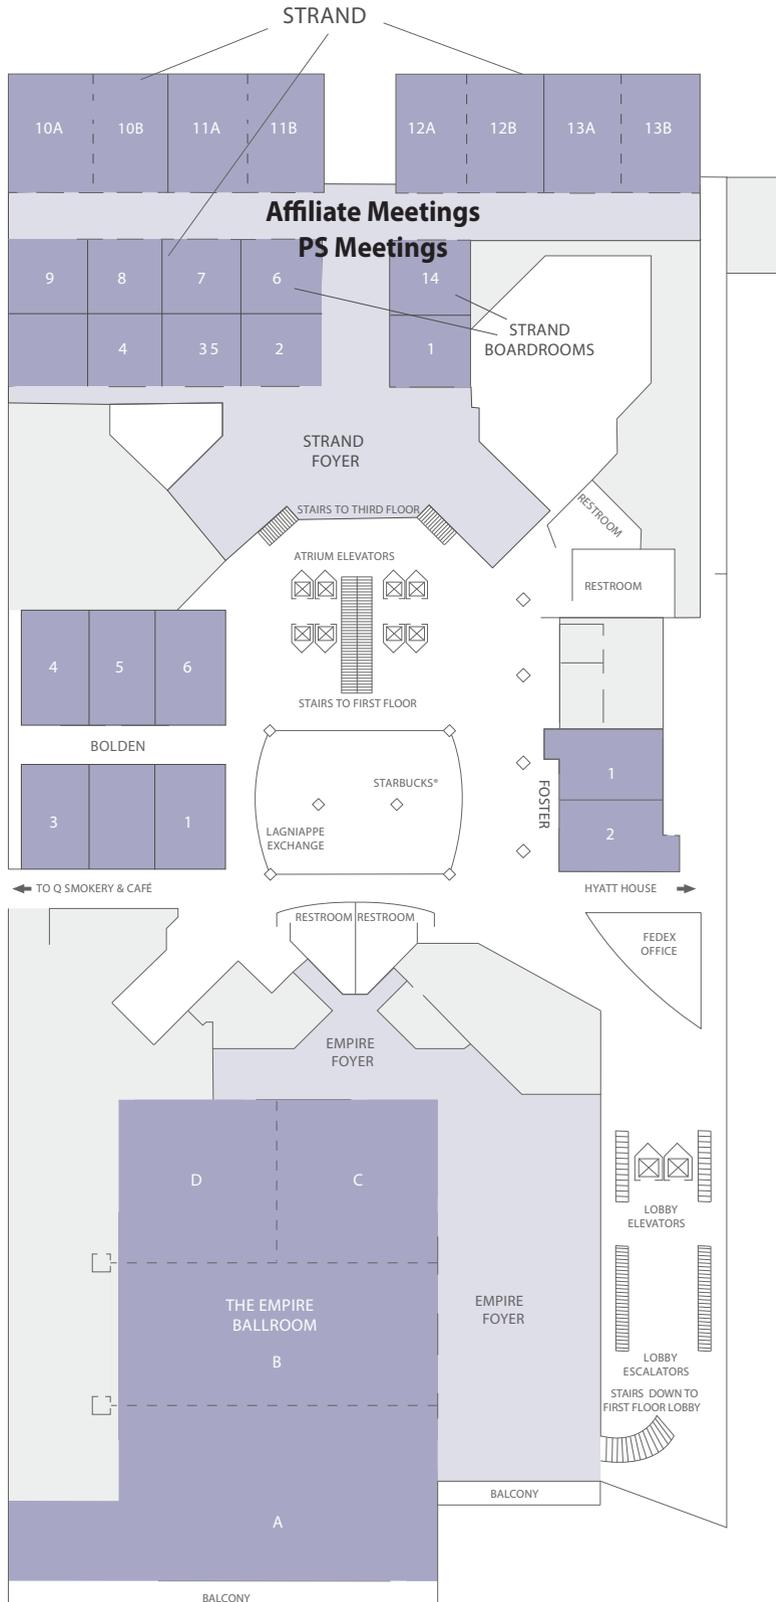 STRAND
10A
10B
11A
11B
12A
12B
13A
13B
Affiliate Meetings
PS Meetings
9
8
7
6
14
4
3 5
2
1
STRAND
BOARDROOMS
STRAND
FOYER
STAIRS TO THIRD FLOOR
RESTROOM
ATRIUM ELEVATORS
RESTROOM
4
5
6
STAIRS TO FIRST FLOOR
BOLDEN
3
1
STARBUCKS®
LAGNIAPPE
EXCHANGE
FOSTER
1
2
TO Q SMOKERY & CAFÉ
HYATT HOUSE
RESTROOM
RESTROOM
FEDEX
OFFICE
EMPIRE
FOYER
D
C
LOBBY
ELEVATORS
THE EMPIRE
BALLROOM
B
EMPIRE
FOYER
LOBBY
ESCALATORS
STAIRS DOWN TO
FIRST FLOOR LOBBY
BALCONY
A
BALCONY